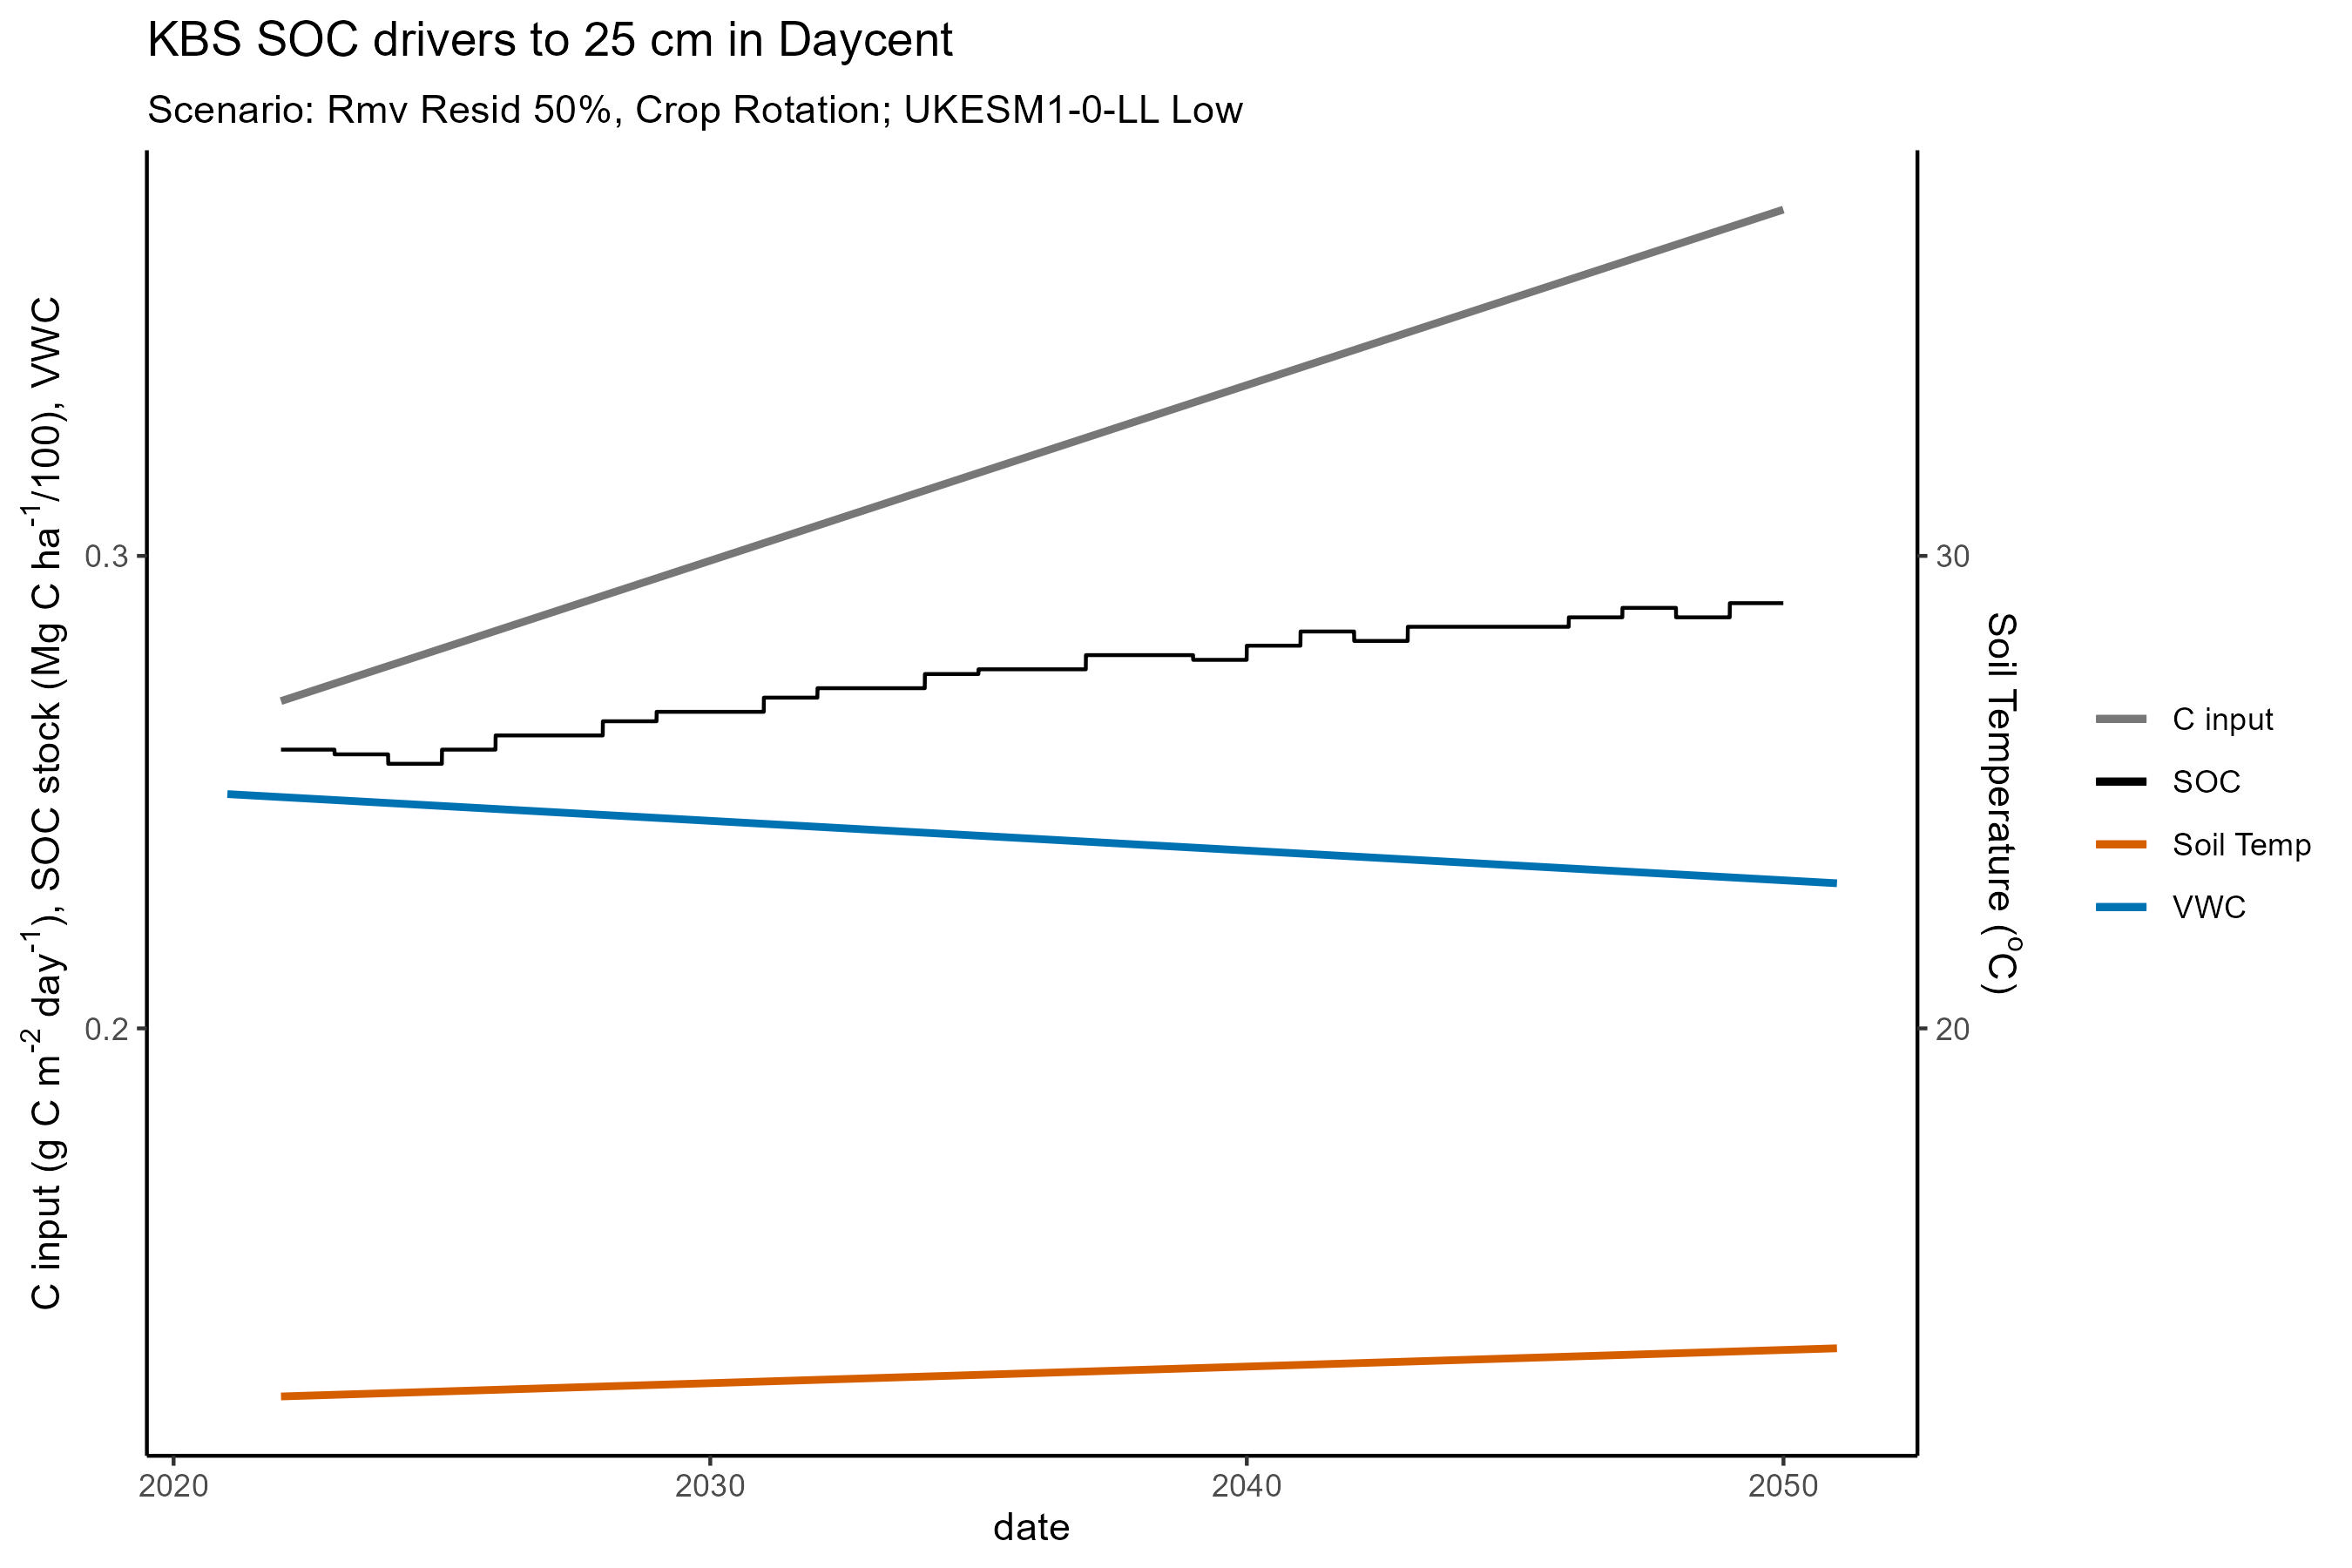 KBS SOC drivers to 25 cm in Daycent
Scenario: Rmv Resid 50%, Crop Rotation; UKESM1-0-LL Low
C input (g C m⁻² day⁻¹), SOC stock (Mg C ha⁻¹/100), VWC
0.3
0.2
30
20
Soil Temperature (ºC)
C input
SOC
Soil Temp
VWC
2020
2030
2040
2050
date